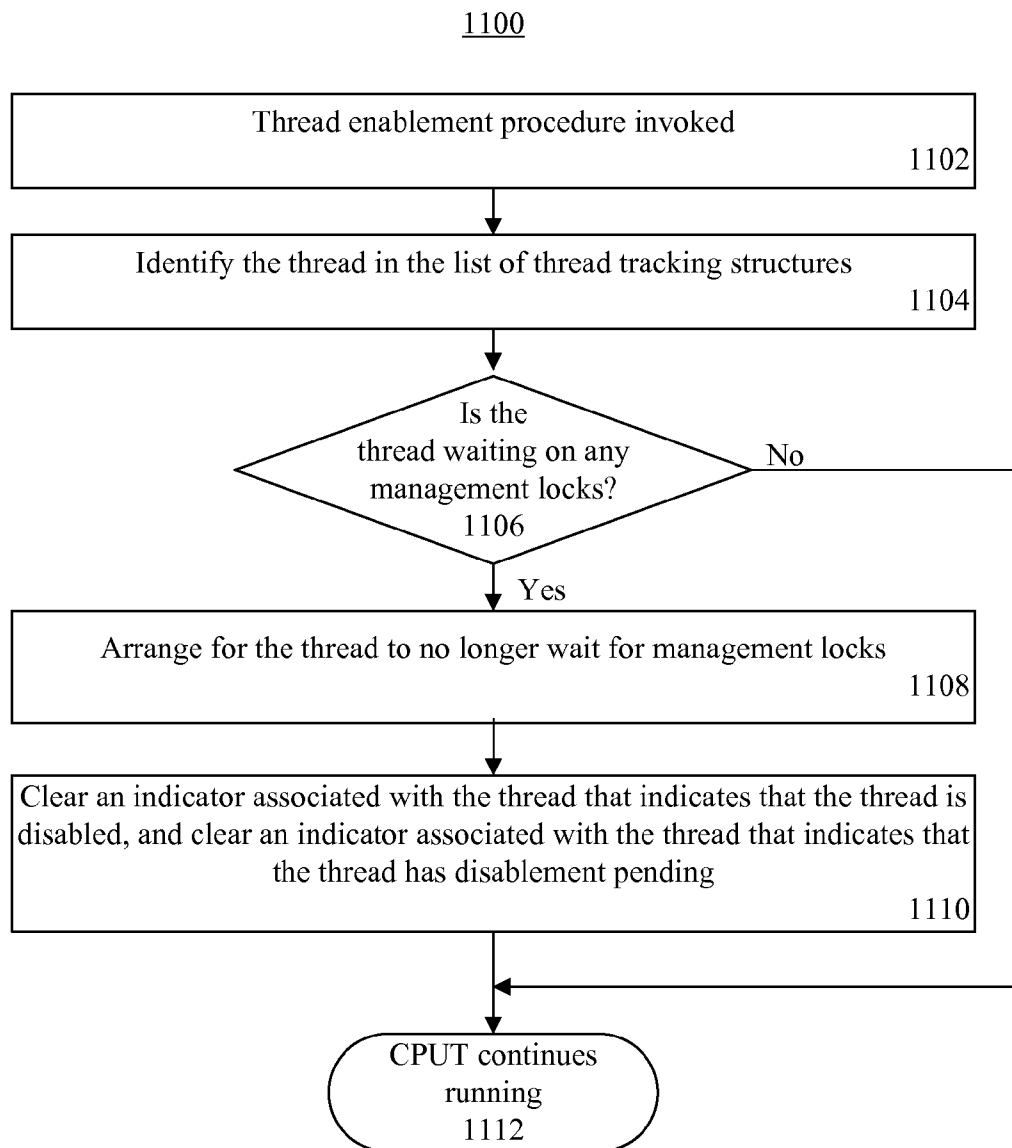 1100
Thread enablement procedure invoked
1102
Identify the thread in the list of thread tracking structures
1104
Is the
thread waiting on any
management locks?
1106
No
Yes
Arrange for the thread to no longer wait for management locks
1108
Clear an indicator associated with the thread that indicates that the thread is
disabled, and clear an indicator associated with the thread that indicates that
the thread has disablement pending
1110
CPUT continues
running
1112